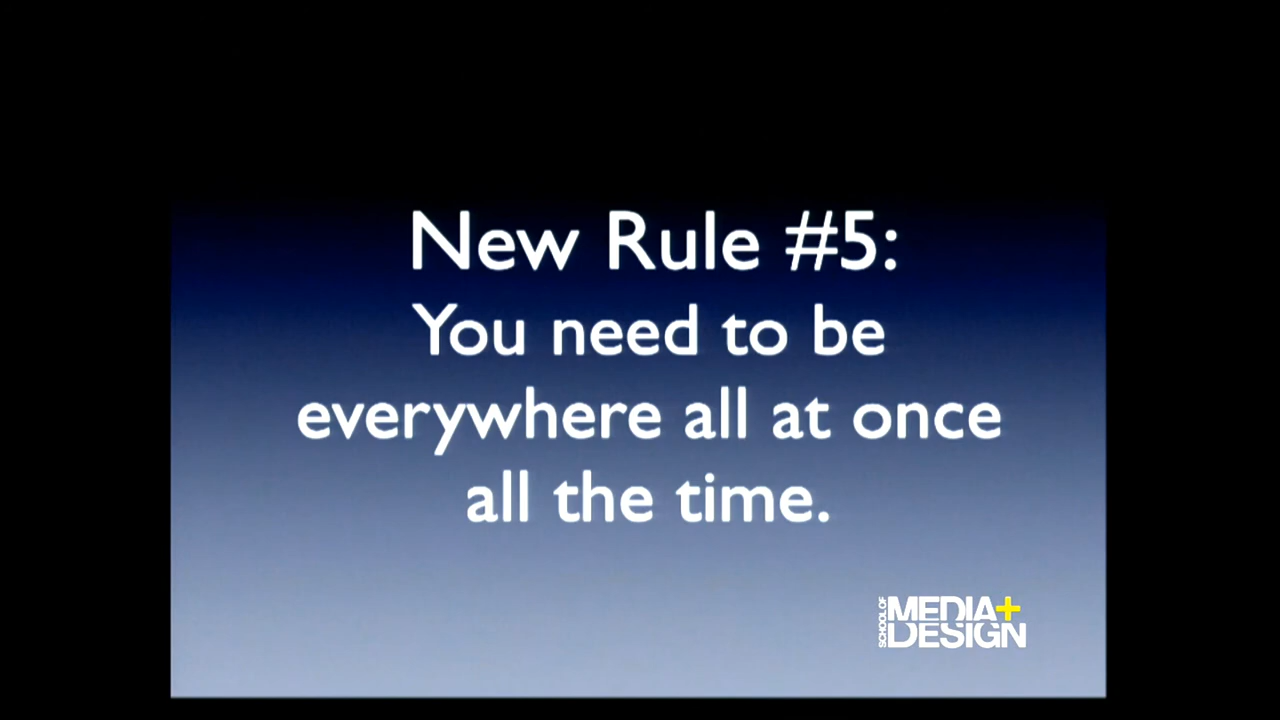 New Rule #5:
You need to be
everywhere all at once
all the time.
SCHOOL OF
MEDIA+
DESIGN